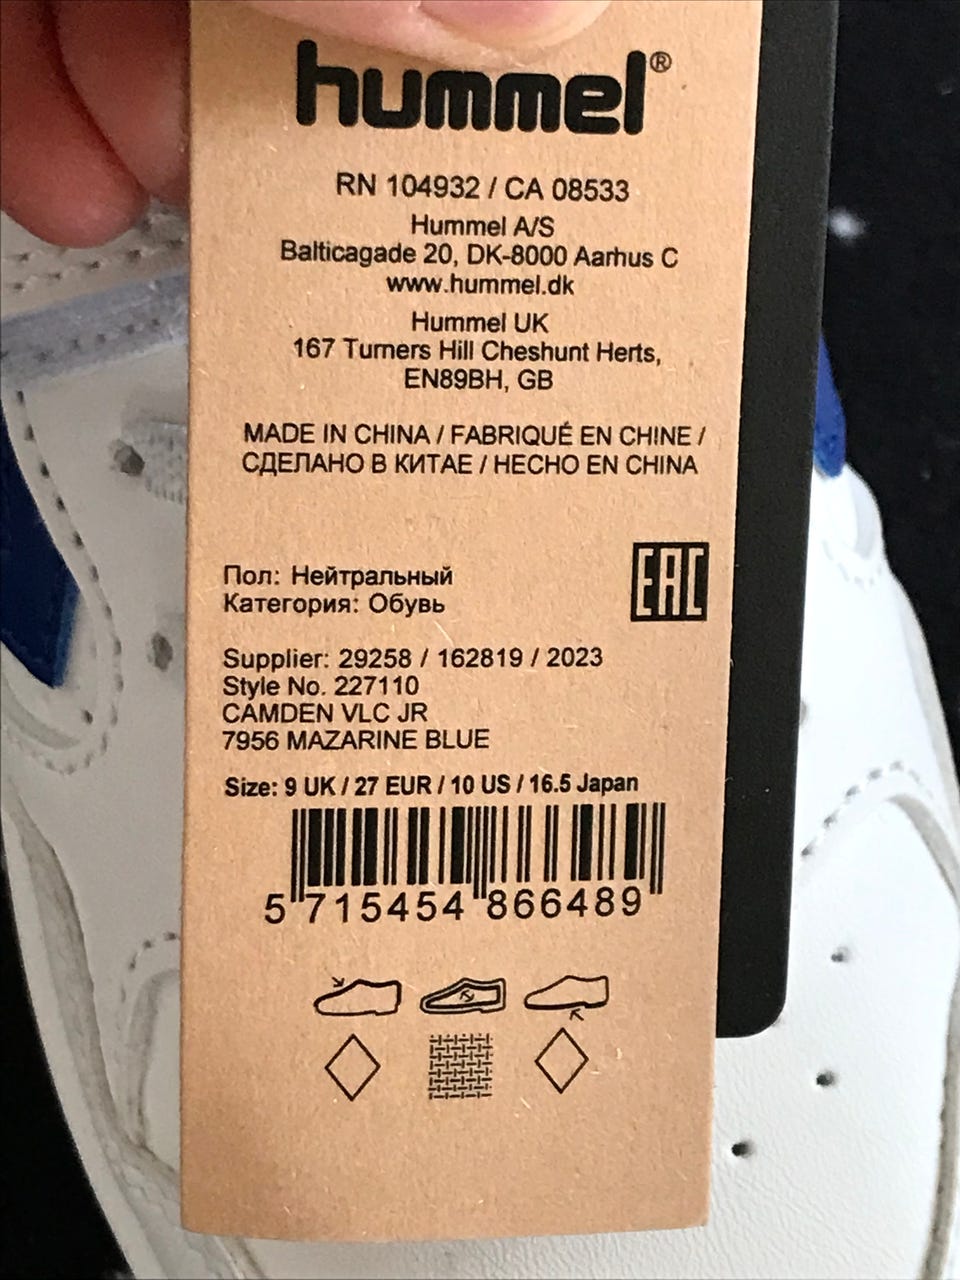 hummel®
RN 104932 / CA 08533
Hummel A/S
Balticagade 20, DK-8000 Aarhus C
www.hummel.dk
Hummel UK
167 Turners Hill Cheshunt Herts,
EN89BH, GB
MADE IN CHINA / FABRIQUÉ EN CHINE /
СДЕЛАНО В КИТАЕ / HECHO EN CHINA
EAC
Пол: Нейтральный
Категория: Обувь
Supplier: 29258 / 162819 / 2023
Style No. 227110
CAMDEN VLC JR
7956 MAZARINE BLUE
Size: 9 UK / 27 EUR / 10 US / 16.5 Japan
5 715454 866489